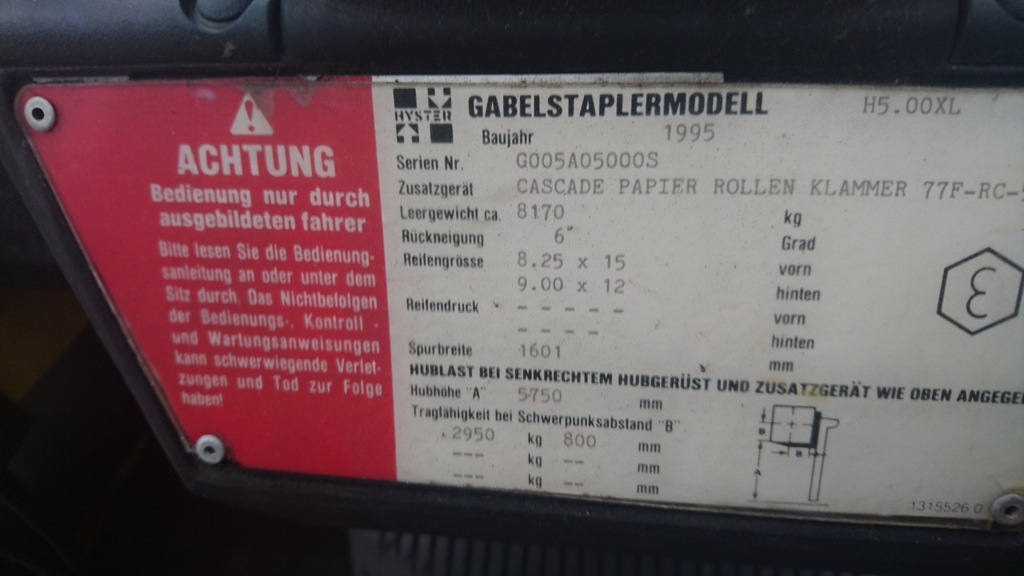 ACHTUNG
Bedienung nur durch
ausgebildeten fahrer
Bitte lesen Sie die Bedienung-
sanleitung an oder unter dem
Sitz durch. Das Nichtbefolgen
der Bedienungs-, Kontroll -
und Wartungsanweisungen
kann schwerwiegende Verlet-
zungen und Tod zur Folge
haben!
HYSTER
GABELSTAPLERMODELL H5.00XL
Baujahr 1995
Serien Nr. G005A05000S
Zusatzgerät CASCADE PAPIER ROLLEN KLAMMER 77F-RC-
Leergewicht ca. 8170 kg
Rückneigung 6° Grad
Reifengrösse 8.25 x 15 vorn
9.00 x 12 hinten
Reifendruck - - - - - vorn
- - - - hinten
Spurbreite 1601 mm
HUBLAST BEI SENKRECHTEM HUBGERÜST UND ZUSATZGERÄT WIE OBEN ANGEGE
Hubhöhe "A" 5750 mm
Tragfähigkeit bei Schwerpunksabstand "B"
2950 kg 800 mm
--- kg -- mm
--- kg -- mm
B
B
A
1315526 0